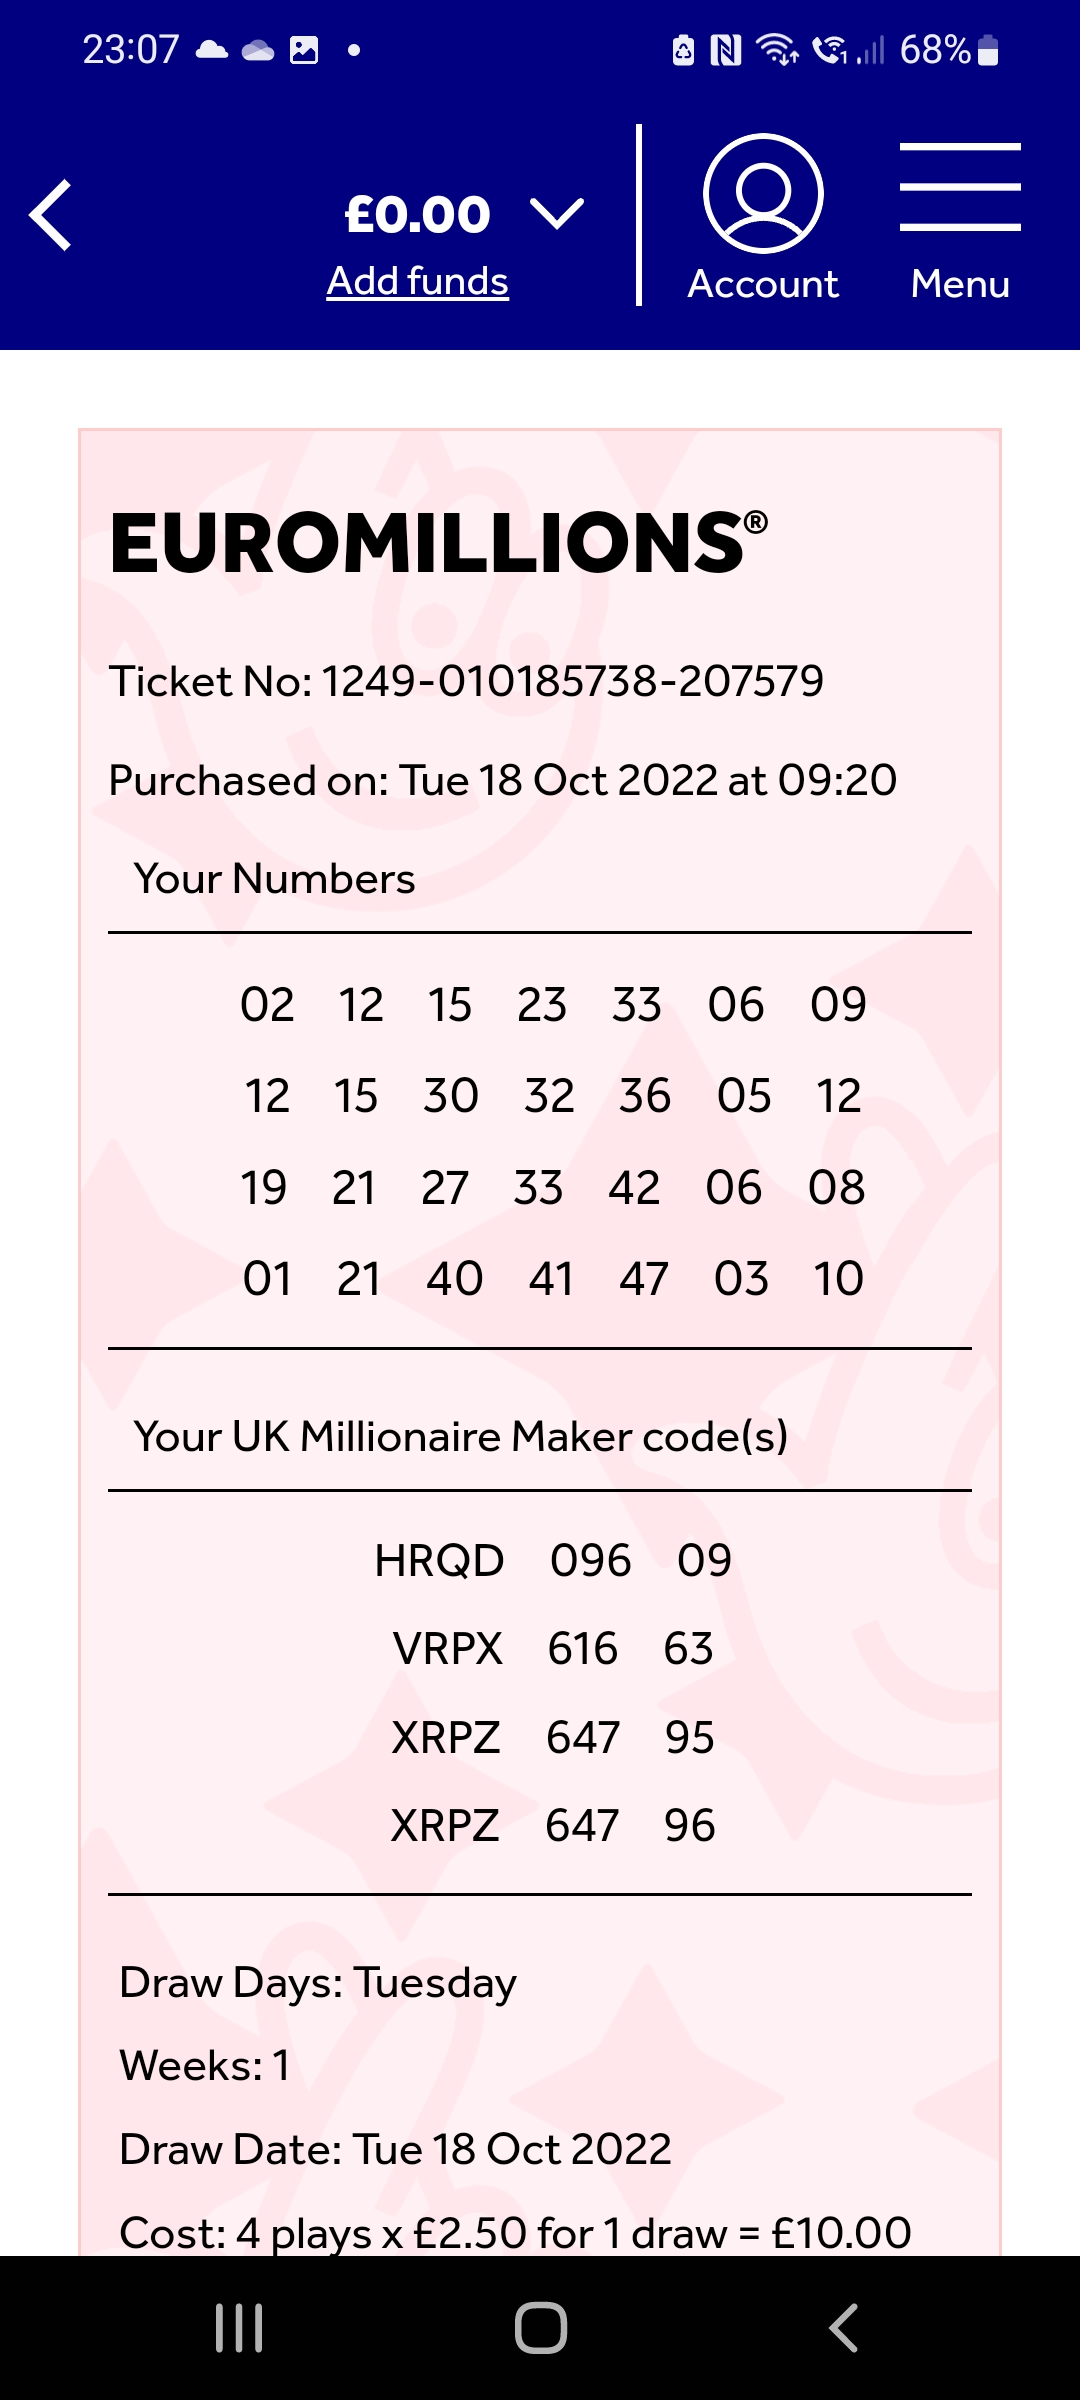 23:07 68%
£0.00
Add funds
Account
Menu
EUROMILLIONS®
Ticket No: 1249-010185738-207579
Purchased on: Tue 18 Oct 2022 at 09:20
Your Numbers
02 12 15 23 33 06 09
12 15 30 32 36 05 12
19 21 27 33 42 06 08
01 21 40 41 47 03 10
Your UK Millionaire Maker code(s)
HRQD 096 09
VRPX 616 63
XRPZ 647 95
XRPZ 647 96
Draw Days: Tuesday
Weeks: 1
Draw Date: Tue 18 Oct 2022
Cost: 4 plays x £2.50 for 1 draw = £10.00